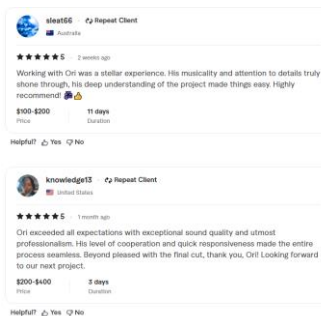 sleat66 · Repeat Client
Australia
5 · 2 weeks ago
Working with Ori was a stellar experience. His musicality and attention to details truly
shone through, his deep understanding of the project made things easy. Highly
recommend! 👍
$100-$200 11 days
Price Duration
Helpful? Yes No
knowledge13 · Repeat Client
United States
5 · 1 month ago
Ori exceeded all expectations with exceptional sound quality and utmost
professionalism. His level of cooperation and quick responsiveness made the entire
process seamless. Beyond pleased with the final cut, thank you, Ori! Looking forward
to our next project.
$200-$400 3 days
Price Duration
Helpful? Yes No